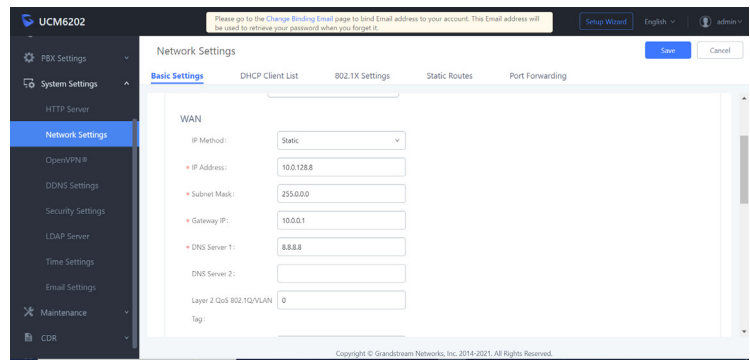 UCM6202
Please go to the Change Binding Email page to bind Email address to your account. This Email address will
be used to retrieve your password when you forget it.
Setup Wizard
English
admin
PBX Settings
System Settings
HTTP Server
Network Settings
OpenVPN®
DDNS Settings
Security Settings
LDAP Server
Time Settings
Email Settings
Maintenance
CDR
Network Settings
Save
Cancel
Basic Settings
DHCP Client List
802.1X Settings
Static Routes
Port Forwarding
WAN
IP Method:
Static
* IP Address:
10.0.128.8
* Subnet Mask:
255.0.0.0
* Gateway IP:
10.0.0.1
* DNS Server 1:
8.8.8.8
DNS Server 2:
Layer 2 QoS 802.1Q/VLAN
0
Tag:
Copyright © Grandstream Networks, Inc. 2014-2021. All Rights Reserved.